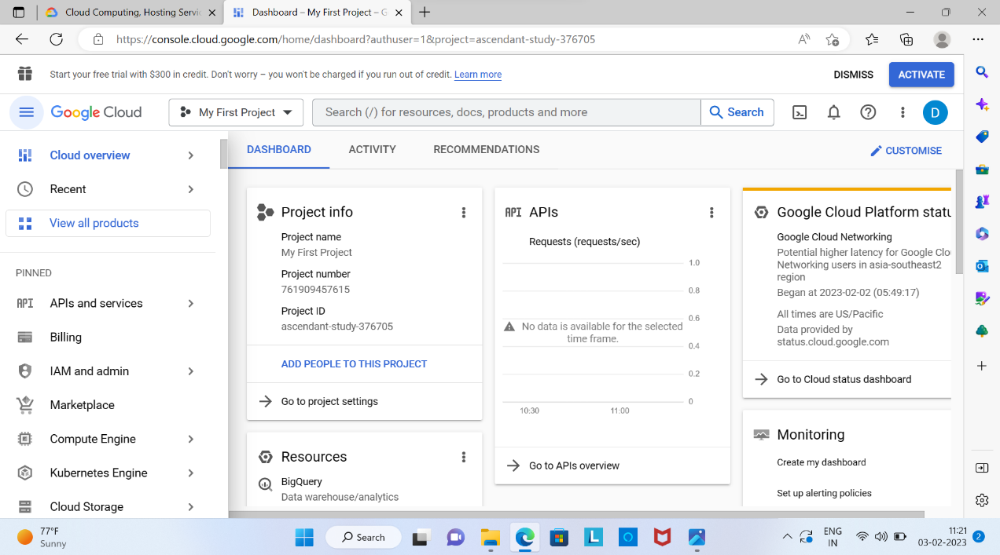 Cloud Computing, Hosting Servic
Dashboard – My First Project – G
https://console.cloud.google.com/home/dashboard?authuser=1&project=ascendant-study-376705
Start your free trial with $300 in credit. Don't worry – you won't be charged if you run out of credit. Learn more
DISMISS
ACTIVATE
Google Cloud
My First Project
Search (/) for resources, docs, products and more
Search
D
Cloud overview
Recent
View all products
PINNED
API APIs and services
Billing
IAM and admin
Marketplace
Compute Engine
Kubernetes Engine
Cloud Storage
DASHBOARD
ACTIVITY
RECOMMENDATIONS
CUSTOMISE
Project info
Project name
My First Project
Project number
761909457615
Project ID
ascendant-study-376705
ADD PEOPLE TO THIS PROJECT
Go to project settings
Resources
BigQuery
Data warehouse/analytics
API APIs
Requests (requests/sec)
1.0
0.8
0.6
No data is available for the selected
time frame.
0.4
0.2
0
10:30
11:00
Go to APIs overview
Google Cloud Platform statu
Google Cloud Networking
Potential higher latency for Google Clo
Networking users in asia-southeast2
region
Began at 2023-02-02 (05:49:17)
All times are US/Pacific
Data provided by
status.cloud.google.com
Go to Cloud status dashboard
Monitoring
Create my dashboard
Set up alerting policies
77°F
Sunny
Search
L
ENG
IN
11:21
03-02-2023
2